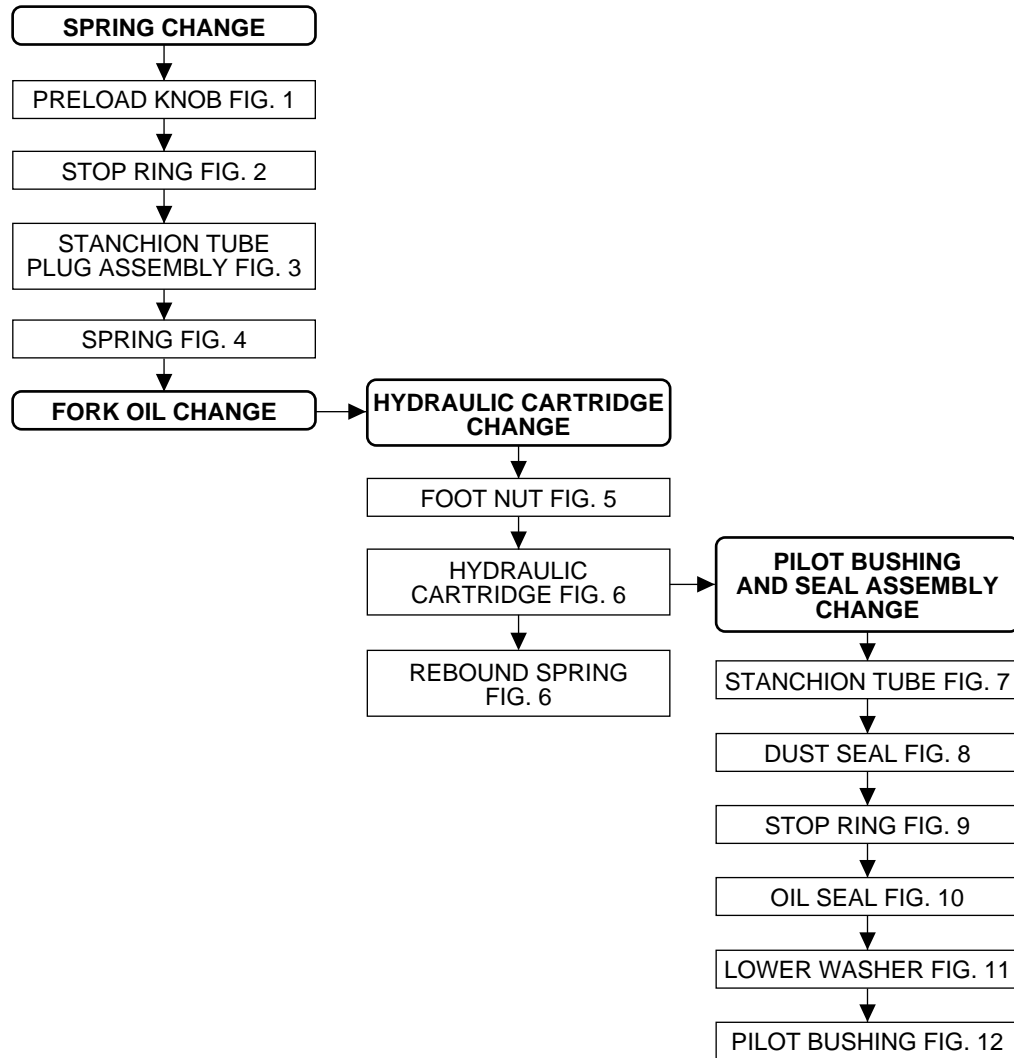 SPRING CHANGE
PRELOAD KNOB FIG. 1
STOP RING FIG. 2
STANCHION TUBE
PLUG ASSEMBLY FIG. 3
SPRING FIG. 4
FORK OIL CHANGE
HYDRAULIC CARTRIDGE
CHANGE
FOOT NUT FIG. 5
HYDRAULIC
CARTRIDGE FIG. 6
REBOUND SPRING
FIG. 6
PILOT BUSHING
AND SEAL ASSEMBLY
CHANGE
STANCHION TUBE FIG. 7
DUST SEAL FIG. 8
STOP RING FIG. 9
OIL SEAL FIG. 10
LOWER WASHER FIG. 11
PILOT BUSHING FIG. 12